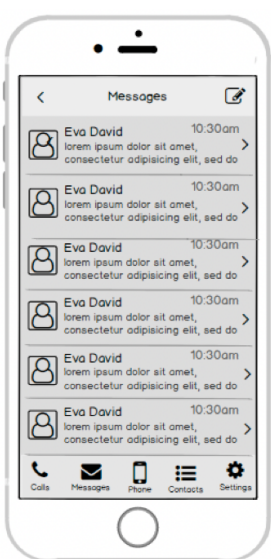 Messages
Eva David 10:30am
lorem ipsum dolor sit amet,
consectetur adipisicing elit, sed do
Eva David 10:30am
lorem ipsum dolor sit amet,
consectetur adipisicing elit, sed do
Eva David 10:30am
lorem ipsum dolor sit amet,
consectetur adipisicing elit, sed do
Eva David 10:30am
lorem ipsum dolor sit amet,
consectetur adipisicing elit, sed do
Eva David 10:30am
lorem ipsum dolor sit amet,
consectetur adipisicing elit, sed do
Eva David 10:30am
lorem ipsum dolor sit amet,
consectetur adipisicing elit, sed do
Calls Messages Phone Contacts Settings